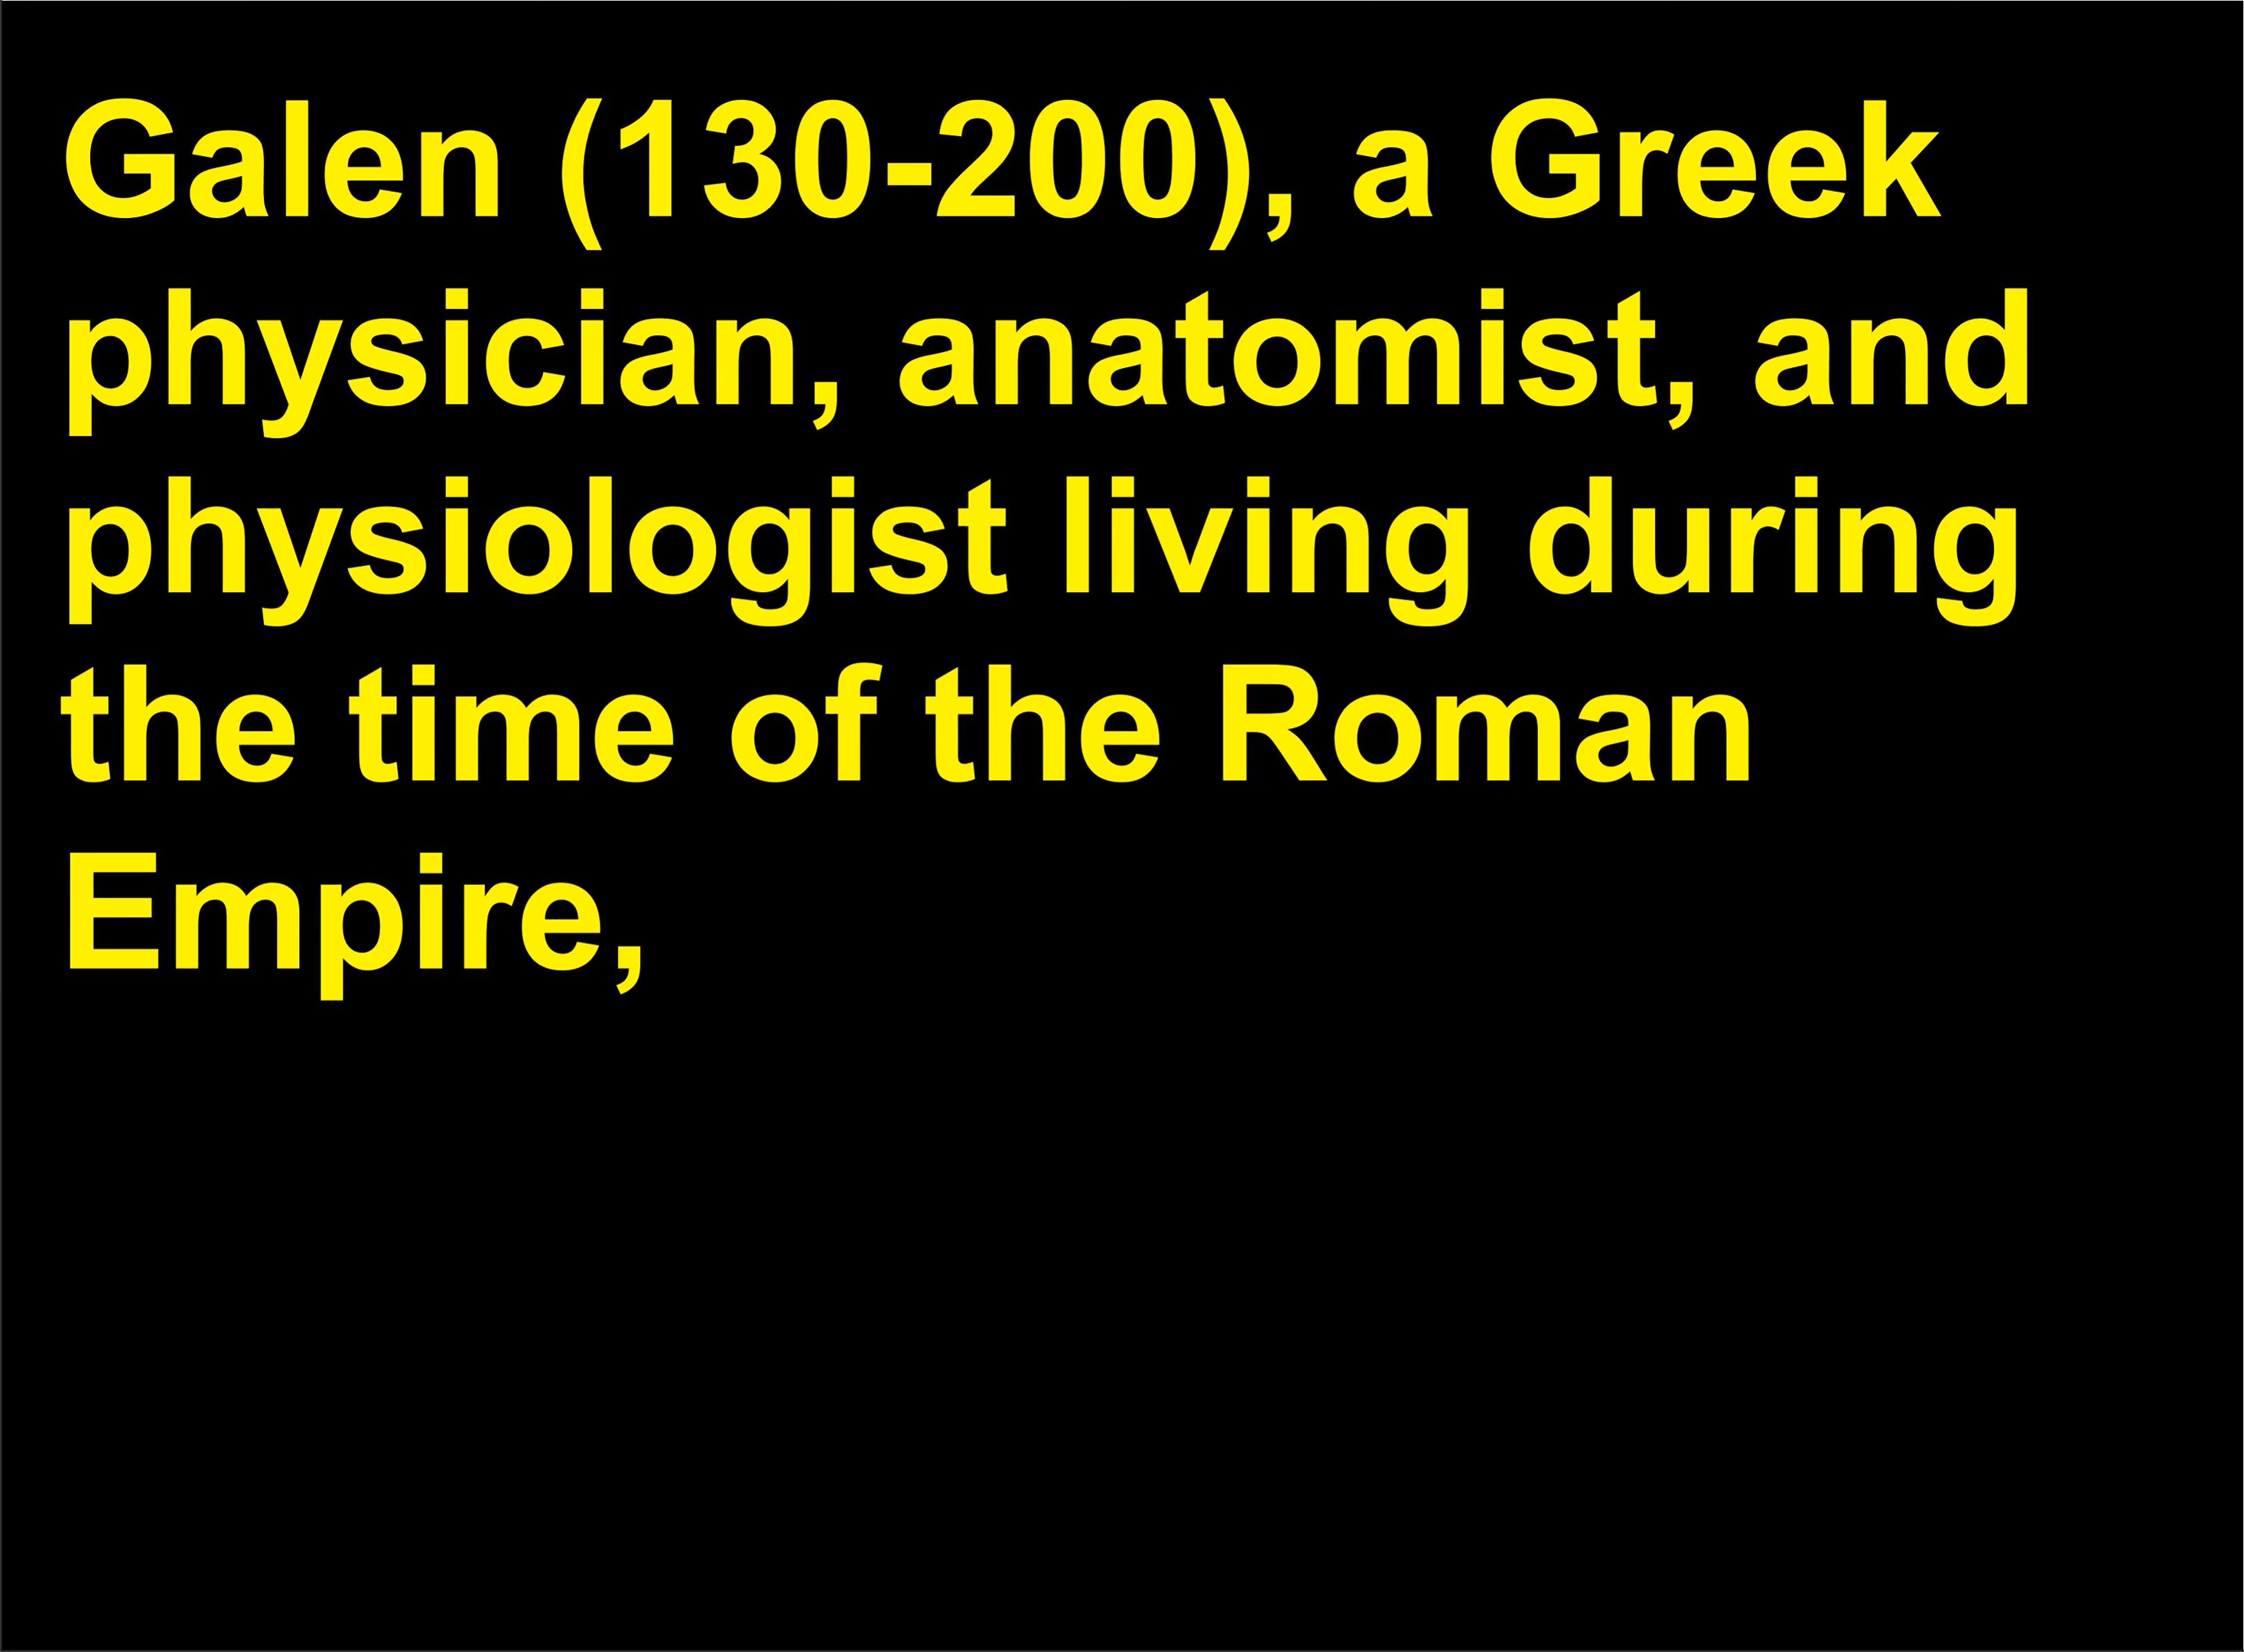 Galen (130-200), a Greek
physician, anatomist, and
physiologist living during
the time of the Roman
Empire,